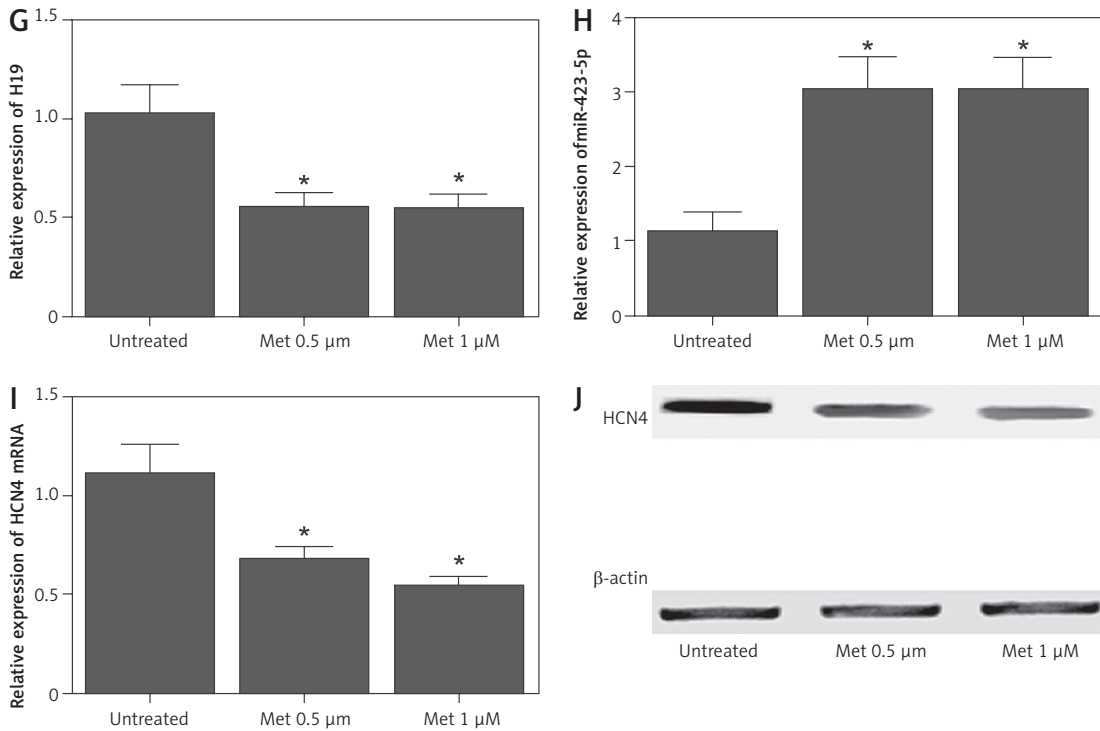 G
Relative expression of H19
1.5
1.0
0.5
0
*
*
Untreated
Met 0.5 µm
Met 1 µM
H
Relative expression ofmiR-423-5p
4
3
2
1
0
*
*
Untreated
Met 0.5 µm
Met 1 µM
I
Relative expression of HCN4 mRNA
1.5
1.0
0.5
0
*
*
Untreated
Met 0.5 µm
Met 1 µM
J
HCN4
β-actin
Untreated
Met 0.5 µm
Met 1 µM